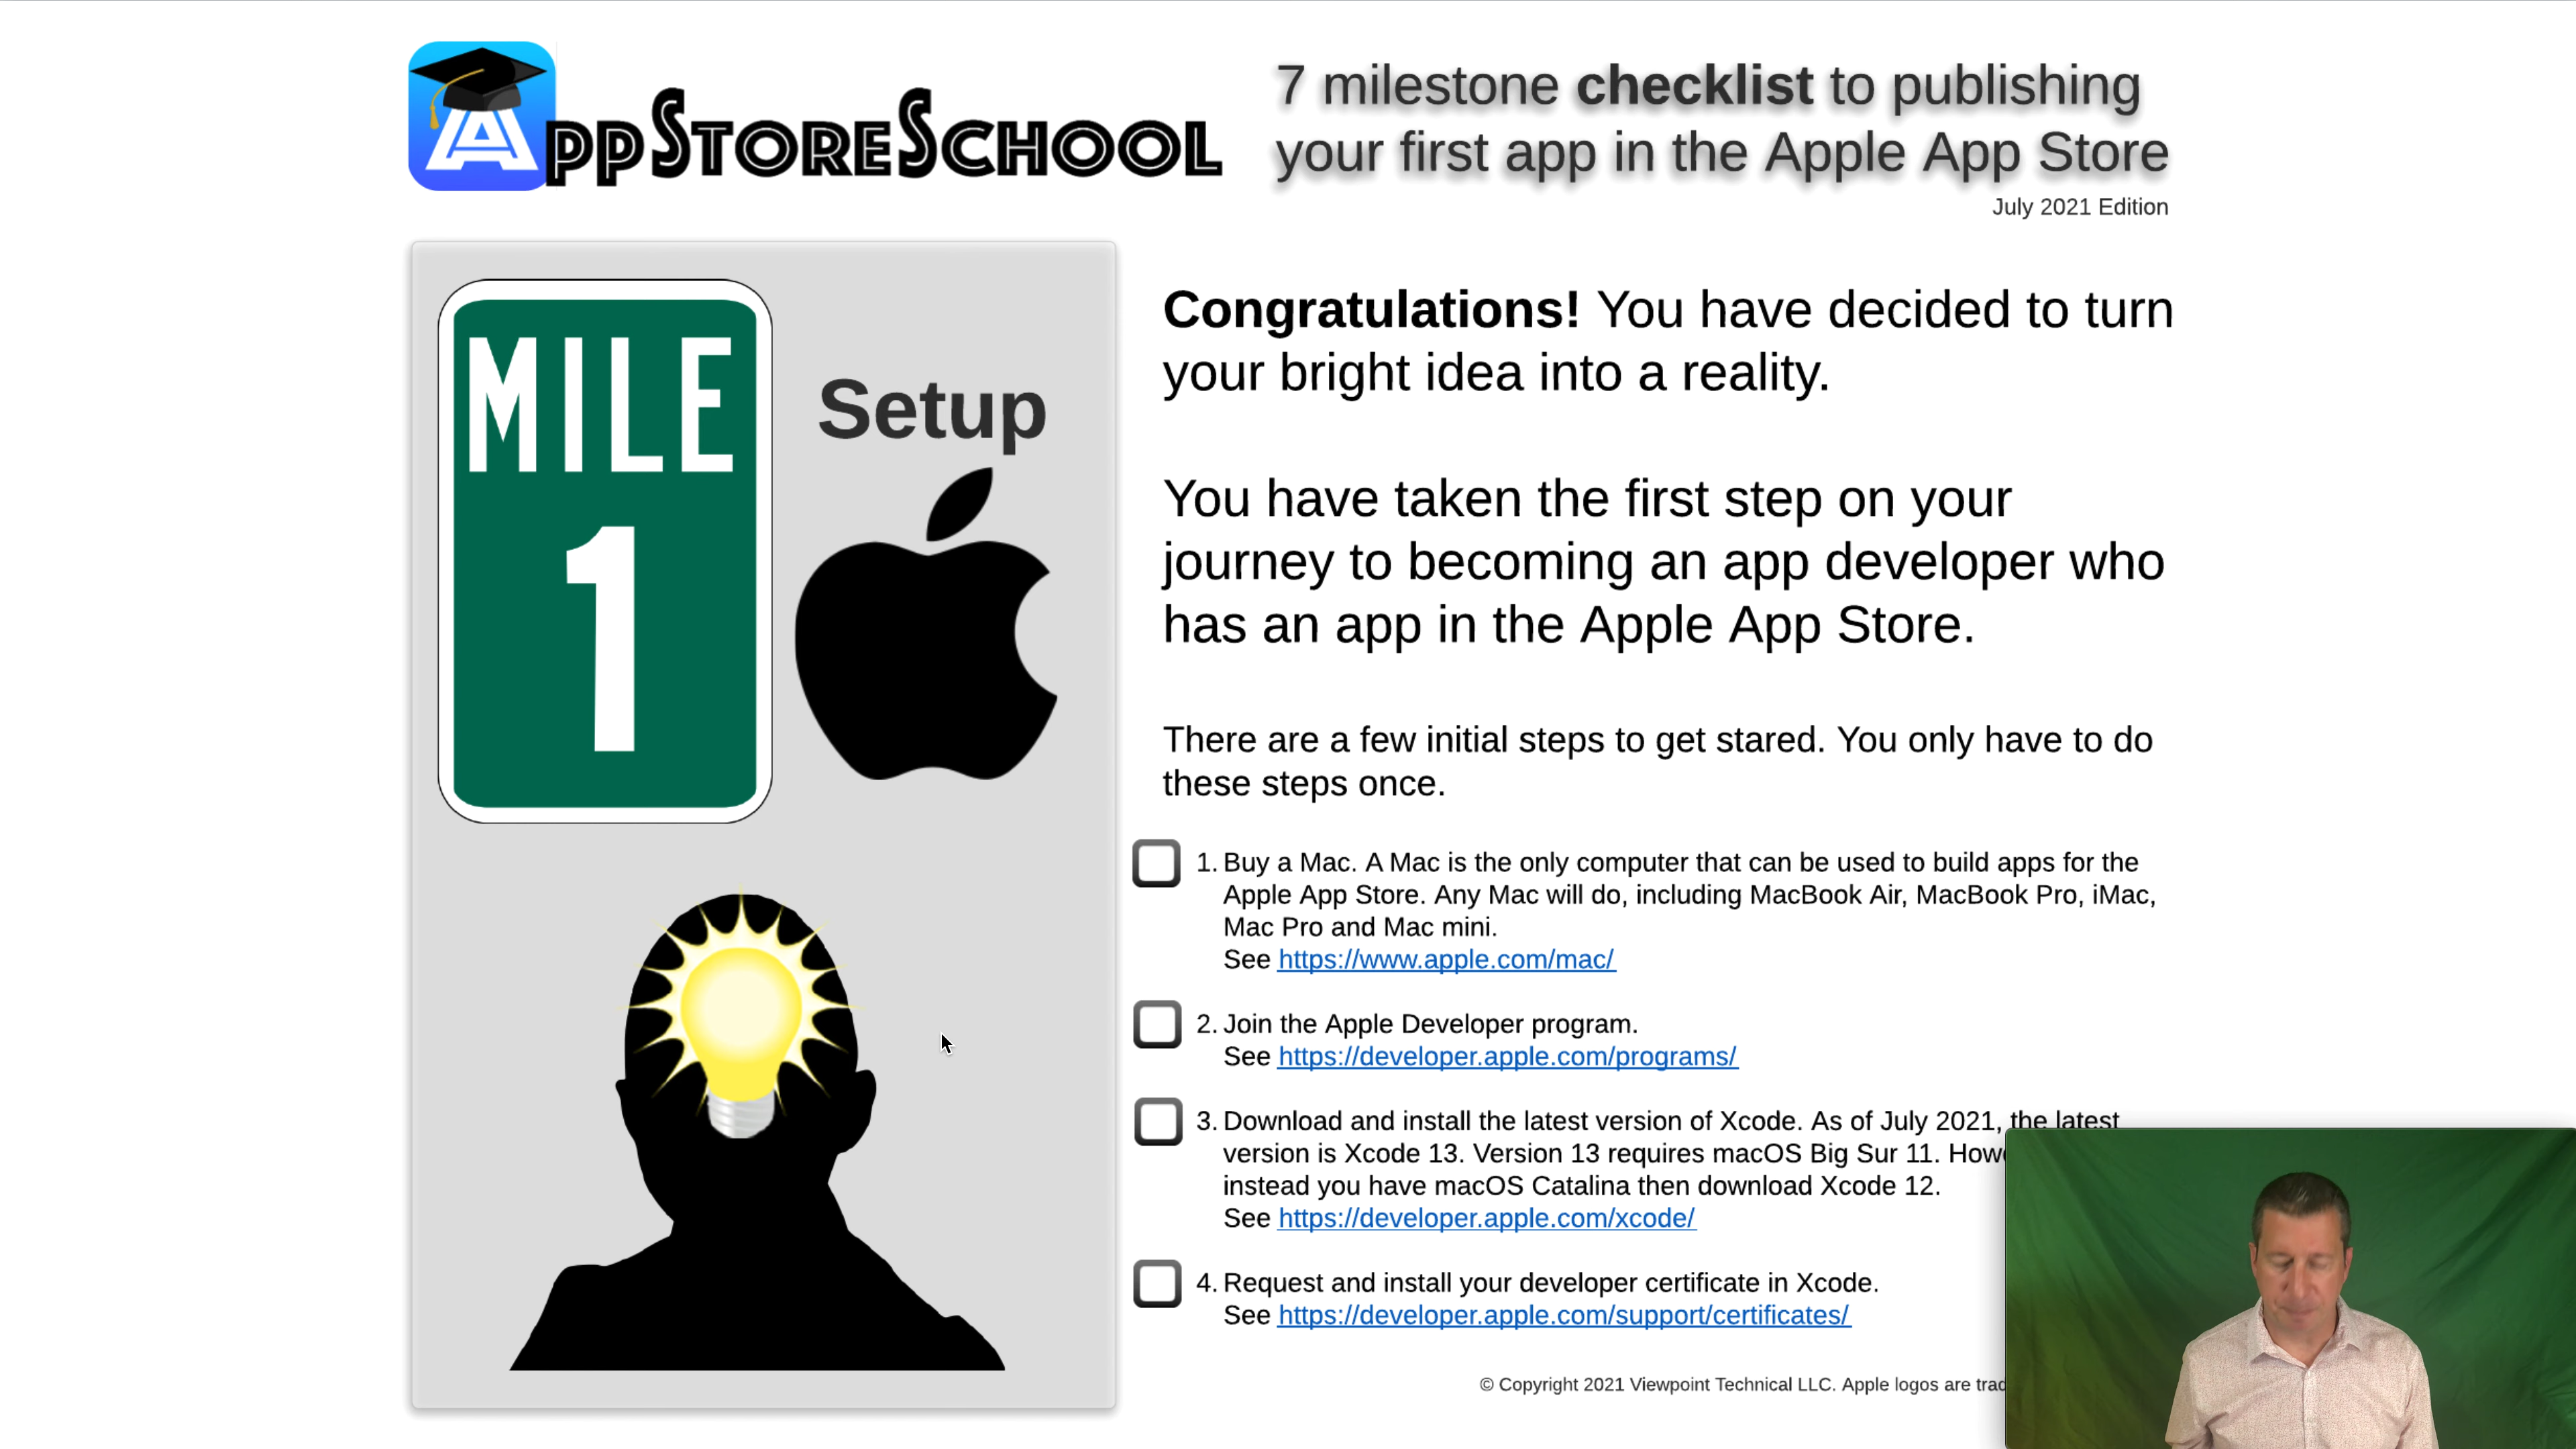 AppStoreSchool
7 milestone checklist to publishing
your first app in the Apple App Store
July 2021 Edition
MILE
1
Setup
Congratulations! You have decided to turn
your bright idea into a reality.
You have taken the first step on your
journey to becoming an app developer who
has an app in the Apple App Store.
There are a few initial steps to get stared. You only have to do
these steps once.
1. Buy a Mac. A Mac is the only computer that can be used to build apps for the
Apple App Store. Any Mac will do, including MacBook Air, MacBook Pro, iMac,
Mac Pro and Mac mini.
See https://www.apple.com/mac/
2. Join the Apple Developer program.
See https://developer.apple.com/programs/
3. Download and install the latest version of Xcode. As of July 2021, the latest
version is Xcode 13. Version 13 requires macOS Big Sur 11.
instead you have macOS Catalina then download Xcode 12.
See https://developer.apple.com/xcode/
4. Request and install your developer certificate in Xcode.
See https://developer.apple.com/support/certificates/
© Copyright 2021 Viewpoint Technical LLC. Apple logos are